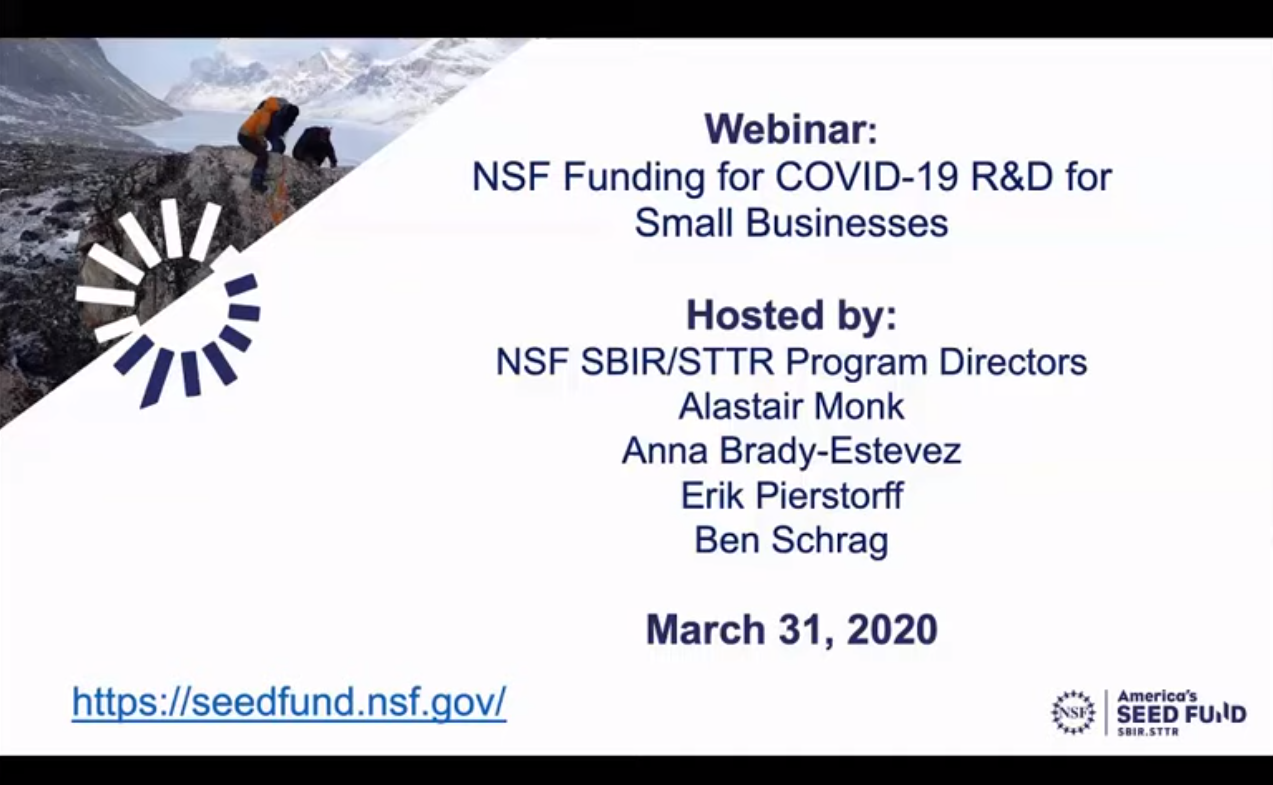 Webinar:
NSF Funding for COVID-19 R&D for
Small Businesses
Hosted by:
NSF SBIR/STTR Program Directors
Alastair Monk
Anna Brady-Estevez
Erik Pierstorff
Ben Schrag
March 31, 2020
https://seedfund.nsf.gov/
NSF
America's
SEED FUND
SBIR.STTR